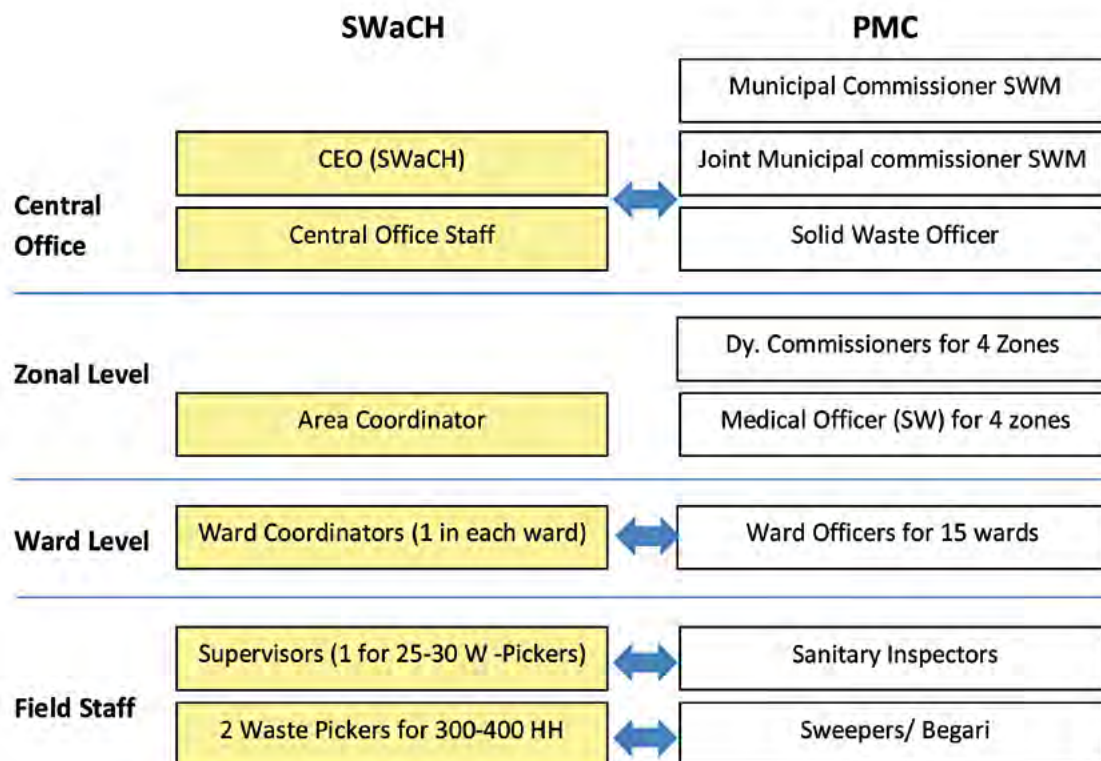 SWaCH
PMC
Municipal Commissioner SWM
CEO (SWaCH)
Joint Municipal commissioner SWM
Central
Office
Central Office Staff
Solid Waste Officer
Zonal Level
Dy. Commissioners for 4 Zones
Area Coordinator
Medical Officer (SW) for 4 zones
Ward Level
Ward Coordinators (1 in each ward)
Ward Officers for 15 wards
Field Staff
Supervisors (1 for 25-30 W -Pickers)
Sanitary Inspectors
2 Waste Pickers for 300-400 HH
Sweepers/ Begari